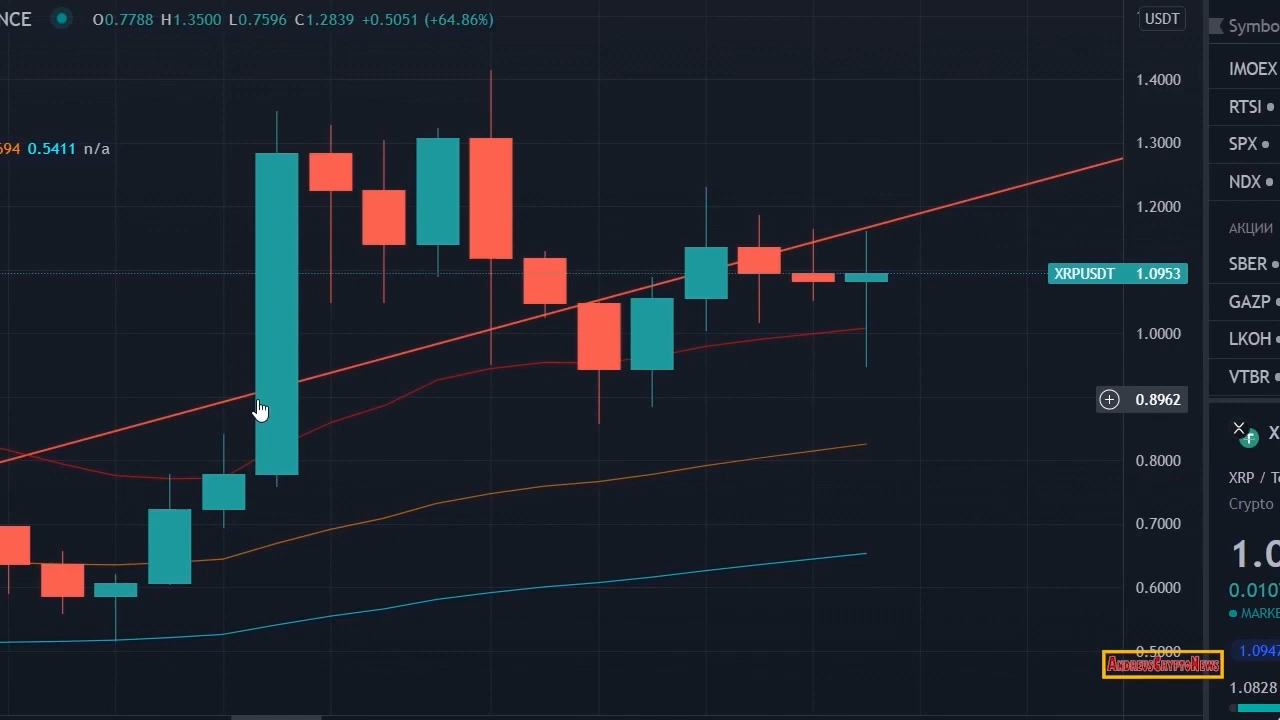 NCE O0.7788 H1.3500 L0.7596 C1.2839 +0.5051 (+64.86%)
694 0.5411 n/a
USDT
1.4000
1.3000
1.2000
XRPUSDT 1.0953
1.0000
0.8962
0.8000
0.7000
0.6000
0.5000
ANDREVSCRYPTONEWS
Symbo
IMOEX
RTSI
SPX
NDX
АКЦИИ
SBER
GAZP
LKOH
VTBR
X
XRP / Te
Crypto
1.0
0.010
MARKE
1.0947
1.0828